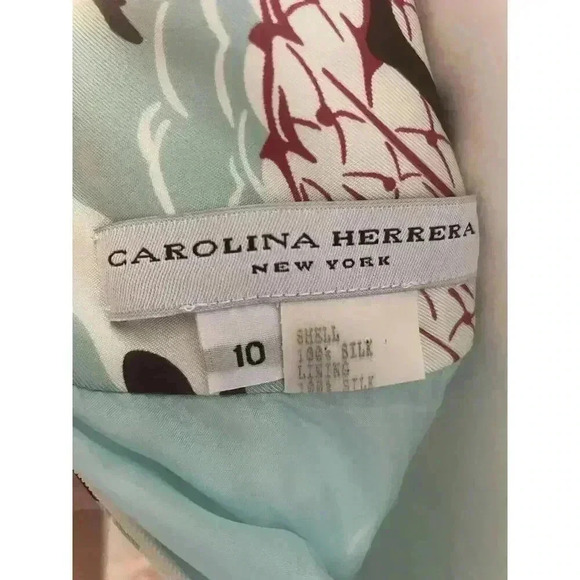 CAROLINA HERRERA
NEW YORK
10
SHELL
100% SILK
LINING
100% SILK